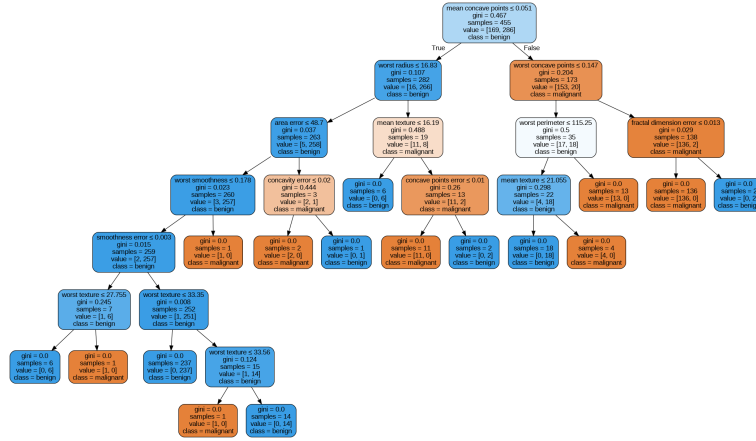 mean concave points ≤ 0.051
gini = 0.467
samples = 455
value = [169, 286]
class = benign
True
False
worst radius ≤ 16.83
gini = 0.107
samples = 282
value = [16, 266]
class = benign
worst concave points ≤ 0.147
gini = 0.204
samples = 173
value = [153, 20]
class = malignant
area error ≤ 48.7
gini = 0.037
samples = 263
value = [5, 258]
class = benign
mean texture ≤ 16.19
gini = 0.488
samples = 19
value = [11, 8]
class = malignant
worst perimeter ≤ 115.25
gini = 0.5
samples = 35
value = [17, 18]
class = benign
fractal dimension error ≤ 0.013
gini = 0.029
samples = 138
value = [136, 2]
class = malignant
worst smoothness ≤ 0.178
gini = 0.023
samples = 260
value = [3, 257]
class = benign
concavity error ≤ 0.02
gini = 0.444
samples = 3
value = [2, 1]
class = malignant
gini = 0.0
samples = 6
value = [0, 6]
class = benign
concave points error ≤ 0.01
gini = 0.26
samples = 13
value = [11, 2]
class = malignant
mean texture ≤ 21.055
gini = 0.298
samples = 22
value = [4, 18]
class = benign
gini = 0.0
samples = 13
value = [13, 0]
class = malignant
gini = 0.0
samples = 136
value = [136, 0]
class = malignant
gini = 0.0
samples = 2
value = [0, 2
class = benign
smoothness error ≤ 0.003
gini = 0.015
samples = 259
value = [2, 257]
class = benign
gini = 0.0
samples = 1
value = [1, 0]
class = malignant
gini = 0.0
samples = 2
value = [2, 0]
class = malignant
gini = 0.0
samples = 1
value = [0, 1]
class = benign
gini = 0.0
samples = 11
value = [11, 0]
class = malignant
gini = 0.0
samples = 2
value = [0, 2]
class = benign
gini = 0.0
samples = 18
value = [0, 18]
class = benign
gini = 0.0
samples = 4
value = [4, 0]
class = malignant
worst texture ≤ 27.755
gini = 0.245
samples = 7
value = [1, 6]
class = benign
worst texture ≤ 33.35
gini = 0.008
samples = 252
value = [1, 251]
class = benign
gini = 0.0
samples = 6
value = [0, 6]
class = benign
gini = 0.0
samples = 1
value = [1, 0]
class = malignant
gini = 0.0
samples = 237
value = [0, 237]
class = benign
worst texture ≤ 33.56
gini = 0.124
samples = 15
value = [1, 14]
class = benign
gini = 0.0
samples = 1
value = [1, 0]
class = malignant
gini = 0.0
samples = 14
value = [0, 14]
class = benign